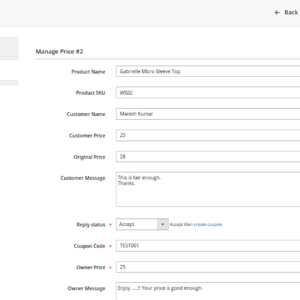 ← Back
Manage Price #2
Product Name Gabrielle Micro Sleeve Top
Product SKU WS02
Customer Name Manish Kumar
Customer Price 25
Original Price 28
Customer Message This is fair enough.
Thanks.
Reply status * Accept Accept then create coupon
Coupon Code * TEST001
Owner Price * 25
Owner Message Enjoy ....!! Your price is good enough.